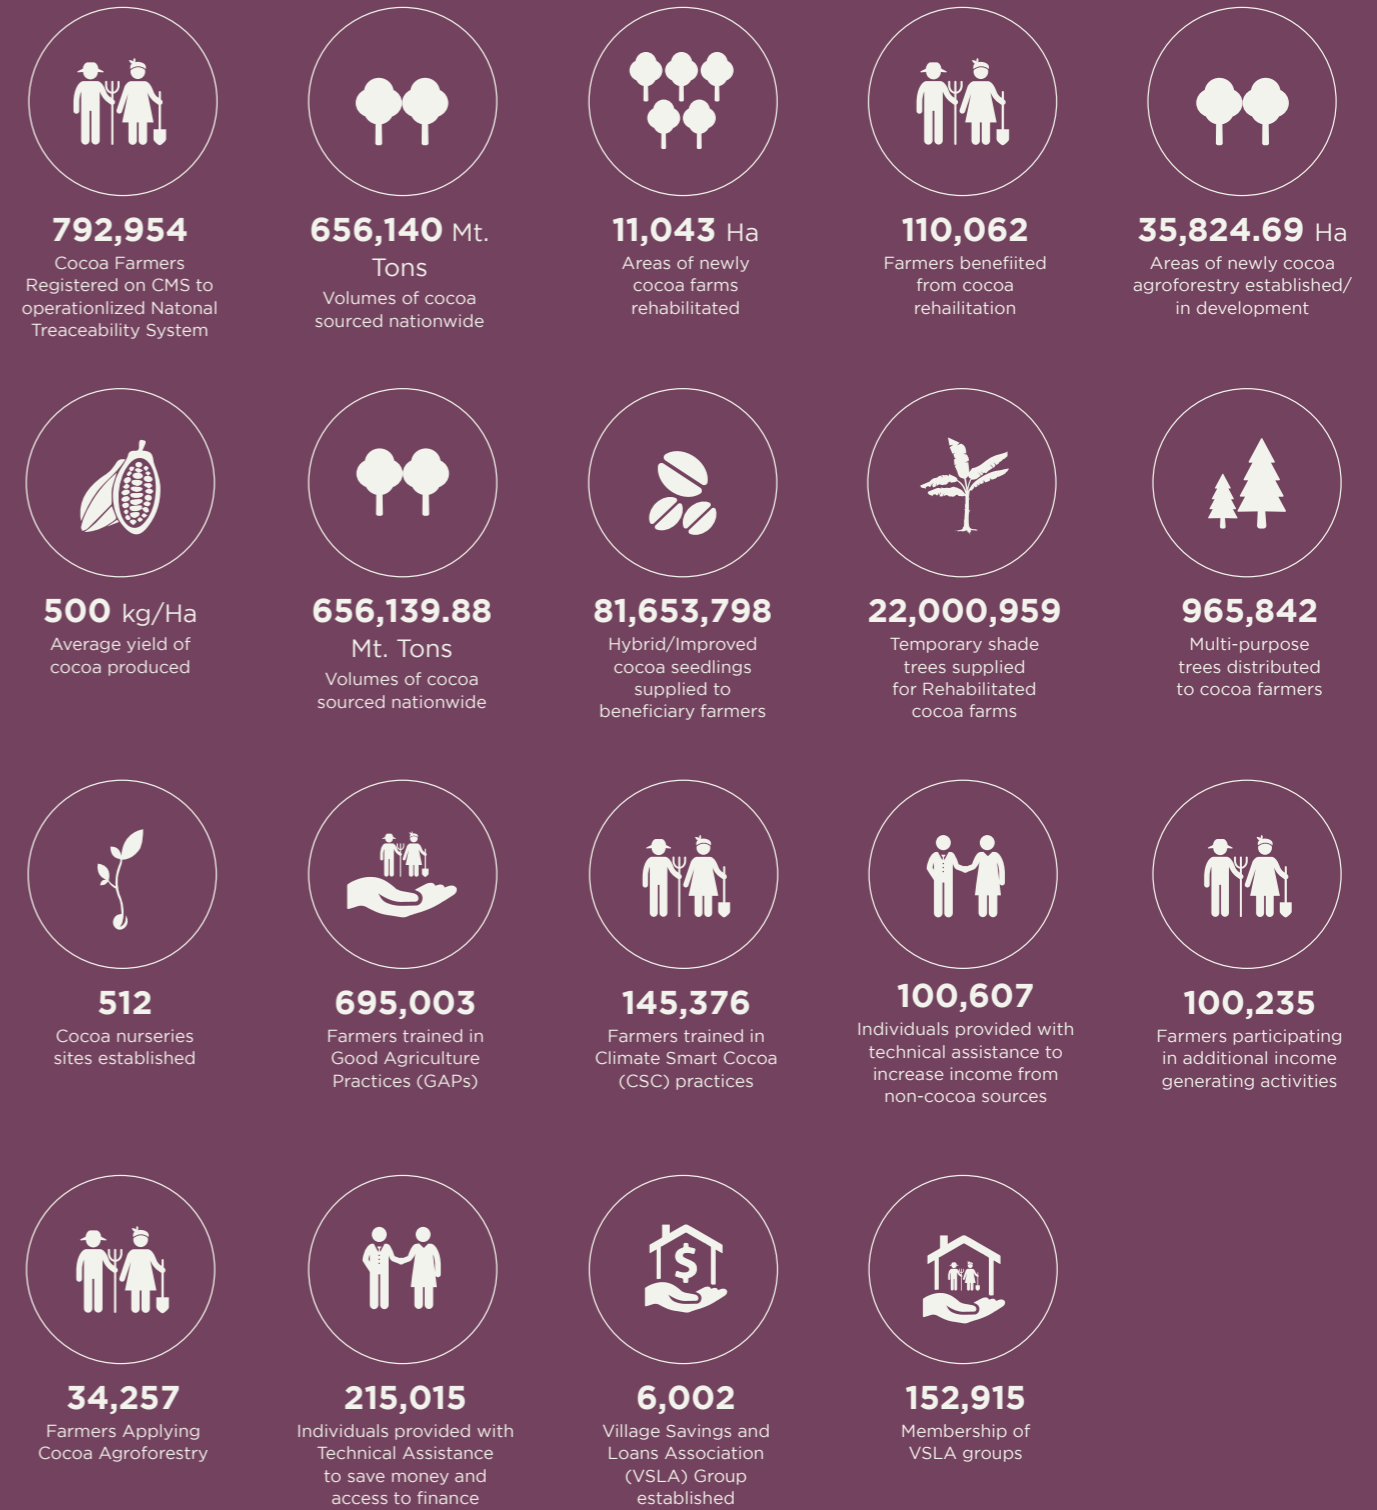 792,954
Cocoa Farmers
Registered on CMS to
operationlized Natonal
Treaceability System
656,140 Mt.
Tons
Volumes of cocoa
sourced nationwide
11,043 Ha
Areas of newly
cocoa farms
rehabilitated
110,062
Farmers benefiited
from cocoa
rehailitation
35,824.69 Ha
Areas of newly cocoa
agroforestry established/
in development
500 kg/Ha
Average yield of
cocoa produced
656,139.88
Mt. Tons
Volumes of cocoa
sourced nationwide
81,653,798
Hybrid/Improved
cocoa seedlings
supplied to
beneficiary farmers
22,000,959
Temporary shade
trees supplied
for Rehabilitated
cocoa farms
965,842
Multi-purpose
trees distributed
to cocoa farmers
512
Cocoa nurseries
sites established
695,003
Farmers trained in
Good Agriculture
Practices (GAPs)
145,376
Farmers trained in
Climate Smart Cocoa
(CSC) practices
100,607
Individuals provided with
technical assistance to
increase income from
non-cocoa sources
100,235
Farmers participating
in additional income
generating activities
34,257
Farmers Applying
Cocoa Agroforestry
215,015
Individuals provided with
Technical Assistance
to save money and
access to finance
$
6,002
Village Savings and
Loans Association
(VSLA) Group
established
152,915
Membership of
VSLA groups